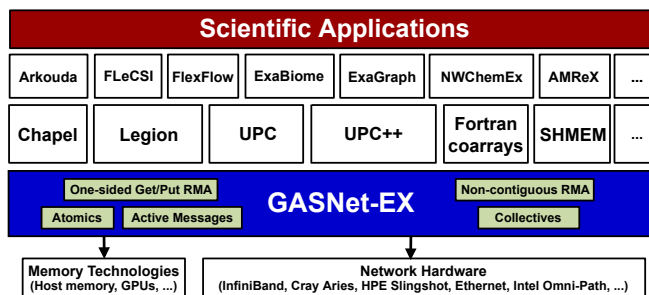 Scientific Applications
Arkouda FLeCSI FlexFlow ExaBiome ExaGraph NWChemEx AMReX ...
Chapel Legion UPC UPC++ Fortran coarrays SHMEM ...
One-sided Get/Put RMA
Atomics Active Messages
GASNet-EX
Non-contiguous RMA
Collectives
Memory Technologies
(Host memory, GPUs, ...)
Network Hardware
(InfiniBand, Cray Aries, HPE Slingshot, Ethernet, Intel Omni-Path, ...)